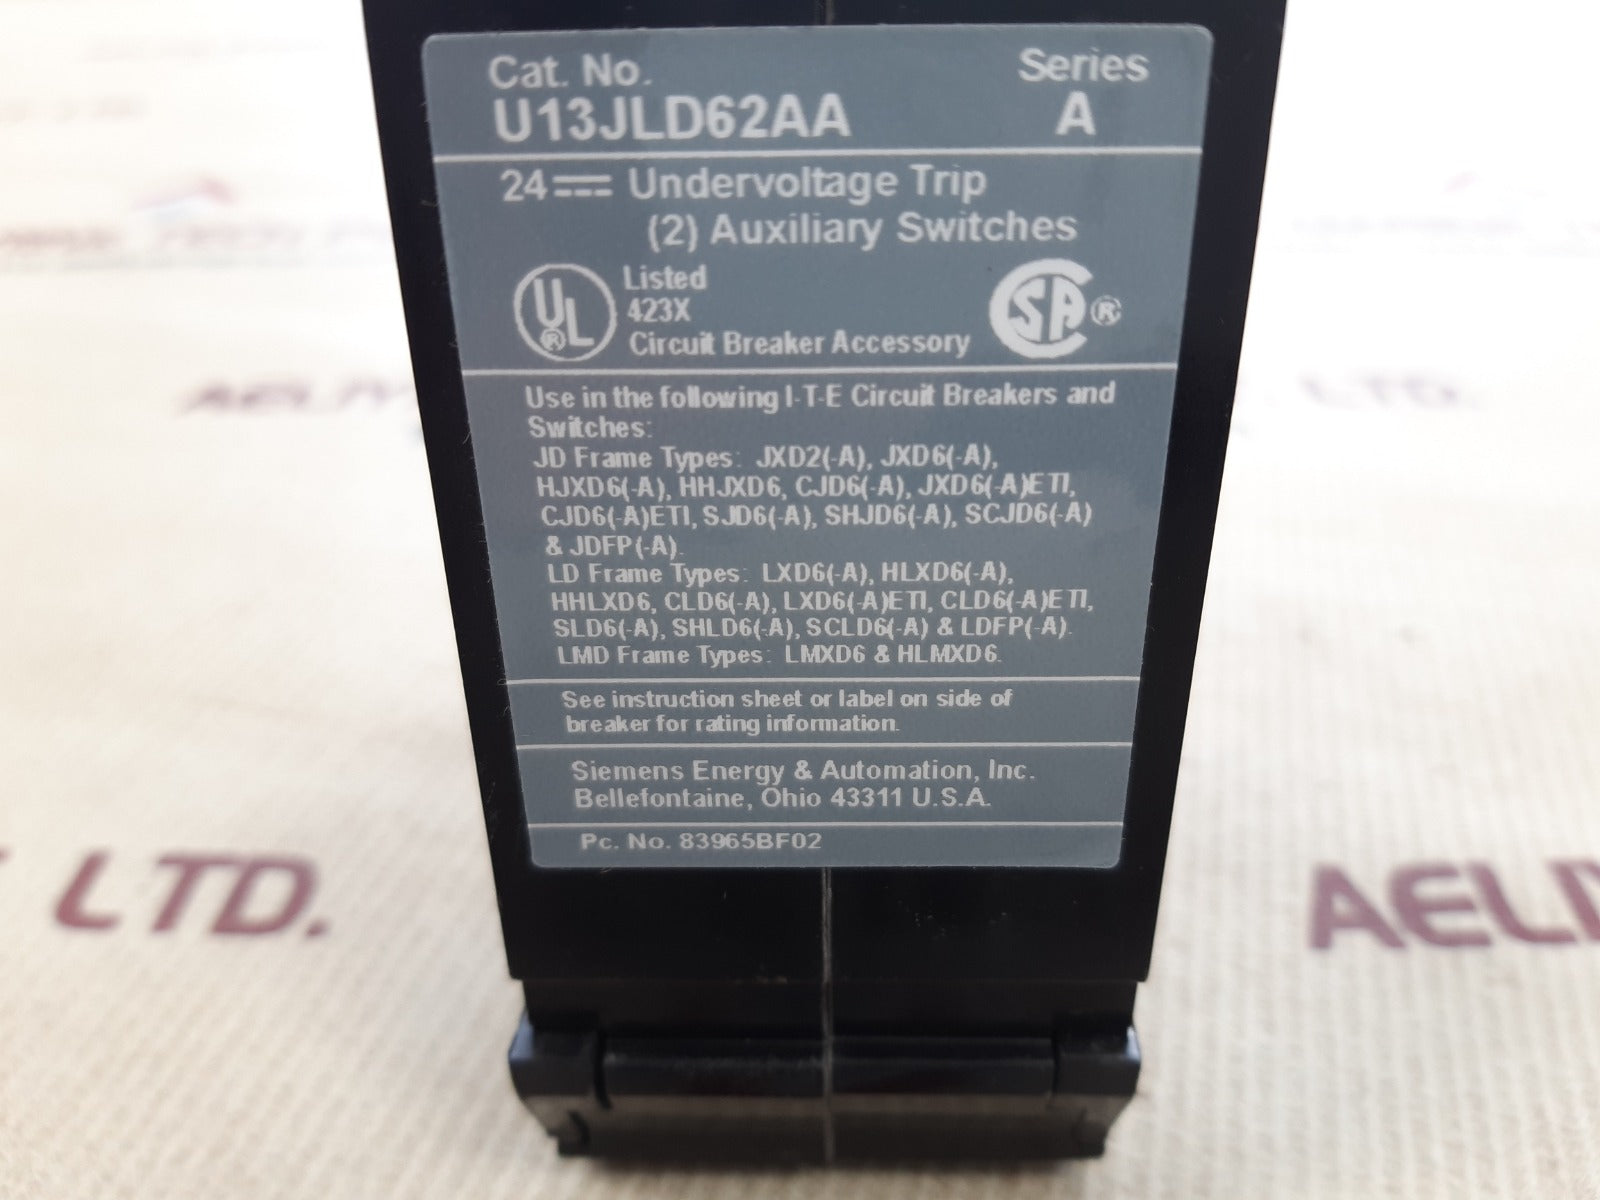 Cat. No.
Series
U13JLD62AA
A
24 Undervoltage Trip
(2) Auxiliary Switches
UL ®
Listed
423X
Circuit Breaker Accessory
CSA ®
Use in the following I-T-E Circuit Breakers and
Switches:
JD Frame Types: JXD2(-A), JXD6(-A),
HJXD6(-A), HHJXD6, CJD6(-A), JXD6(-A)ETI,
CJD6(-A)ETI, SJD6(-A), SHJD6(-A), SCJD6(-A)
& JDFP(-A).
LD Frame Types: LXD6(-A), HLXD6(-A),
HHLXD6, CLD6(-A), LXD6(-A)ETI, CLD6(-A)ETI,
SLD6(-A), SHLD6(-A), SCLD6(-A) & LDFP(-A).
LMD Frame Types: LMXD6 & HLMXD6.
See instruction sheet or label on side of
breaker for rating information.
Siemens Energy & Automation, Inc.
Bellefontaine, Ohio 43311 U.S.A.
Pc. No. 83965BF02
LTD.
LTD.